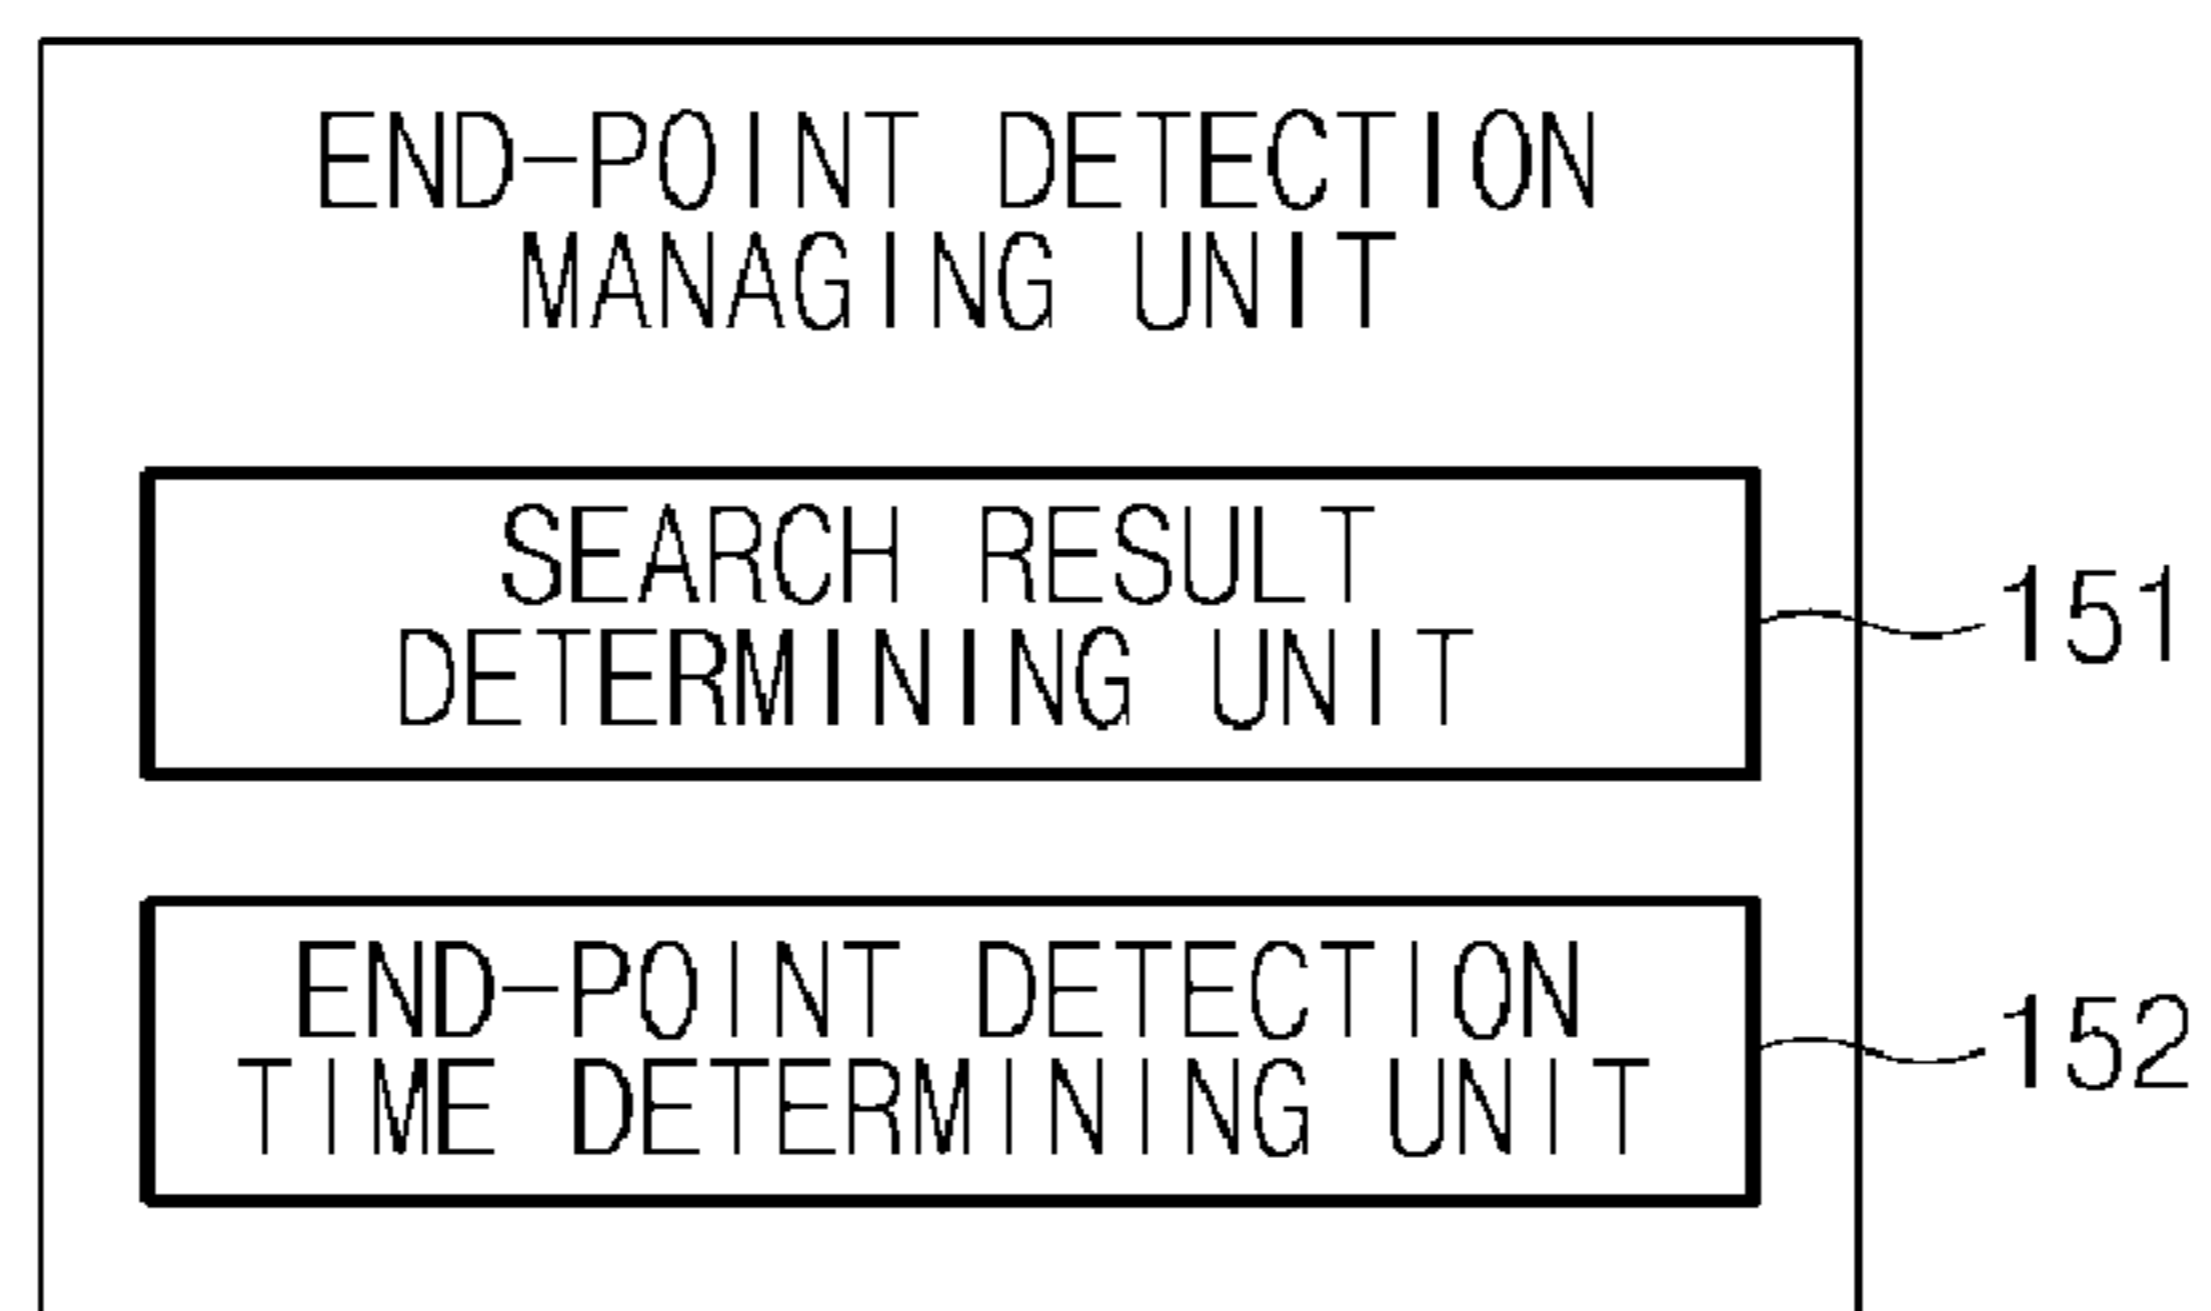 END-POINT DETECTION
MANAGING UNIT
SEARCH RESULT
DETERMINING UNIT
151
END-POINT DETECTION
TIME DETERMINING UNIT
152